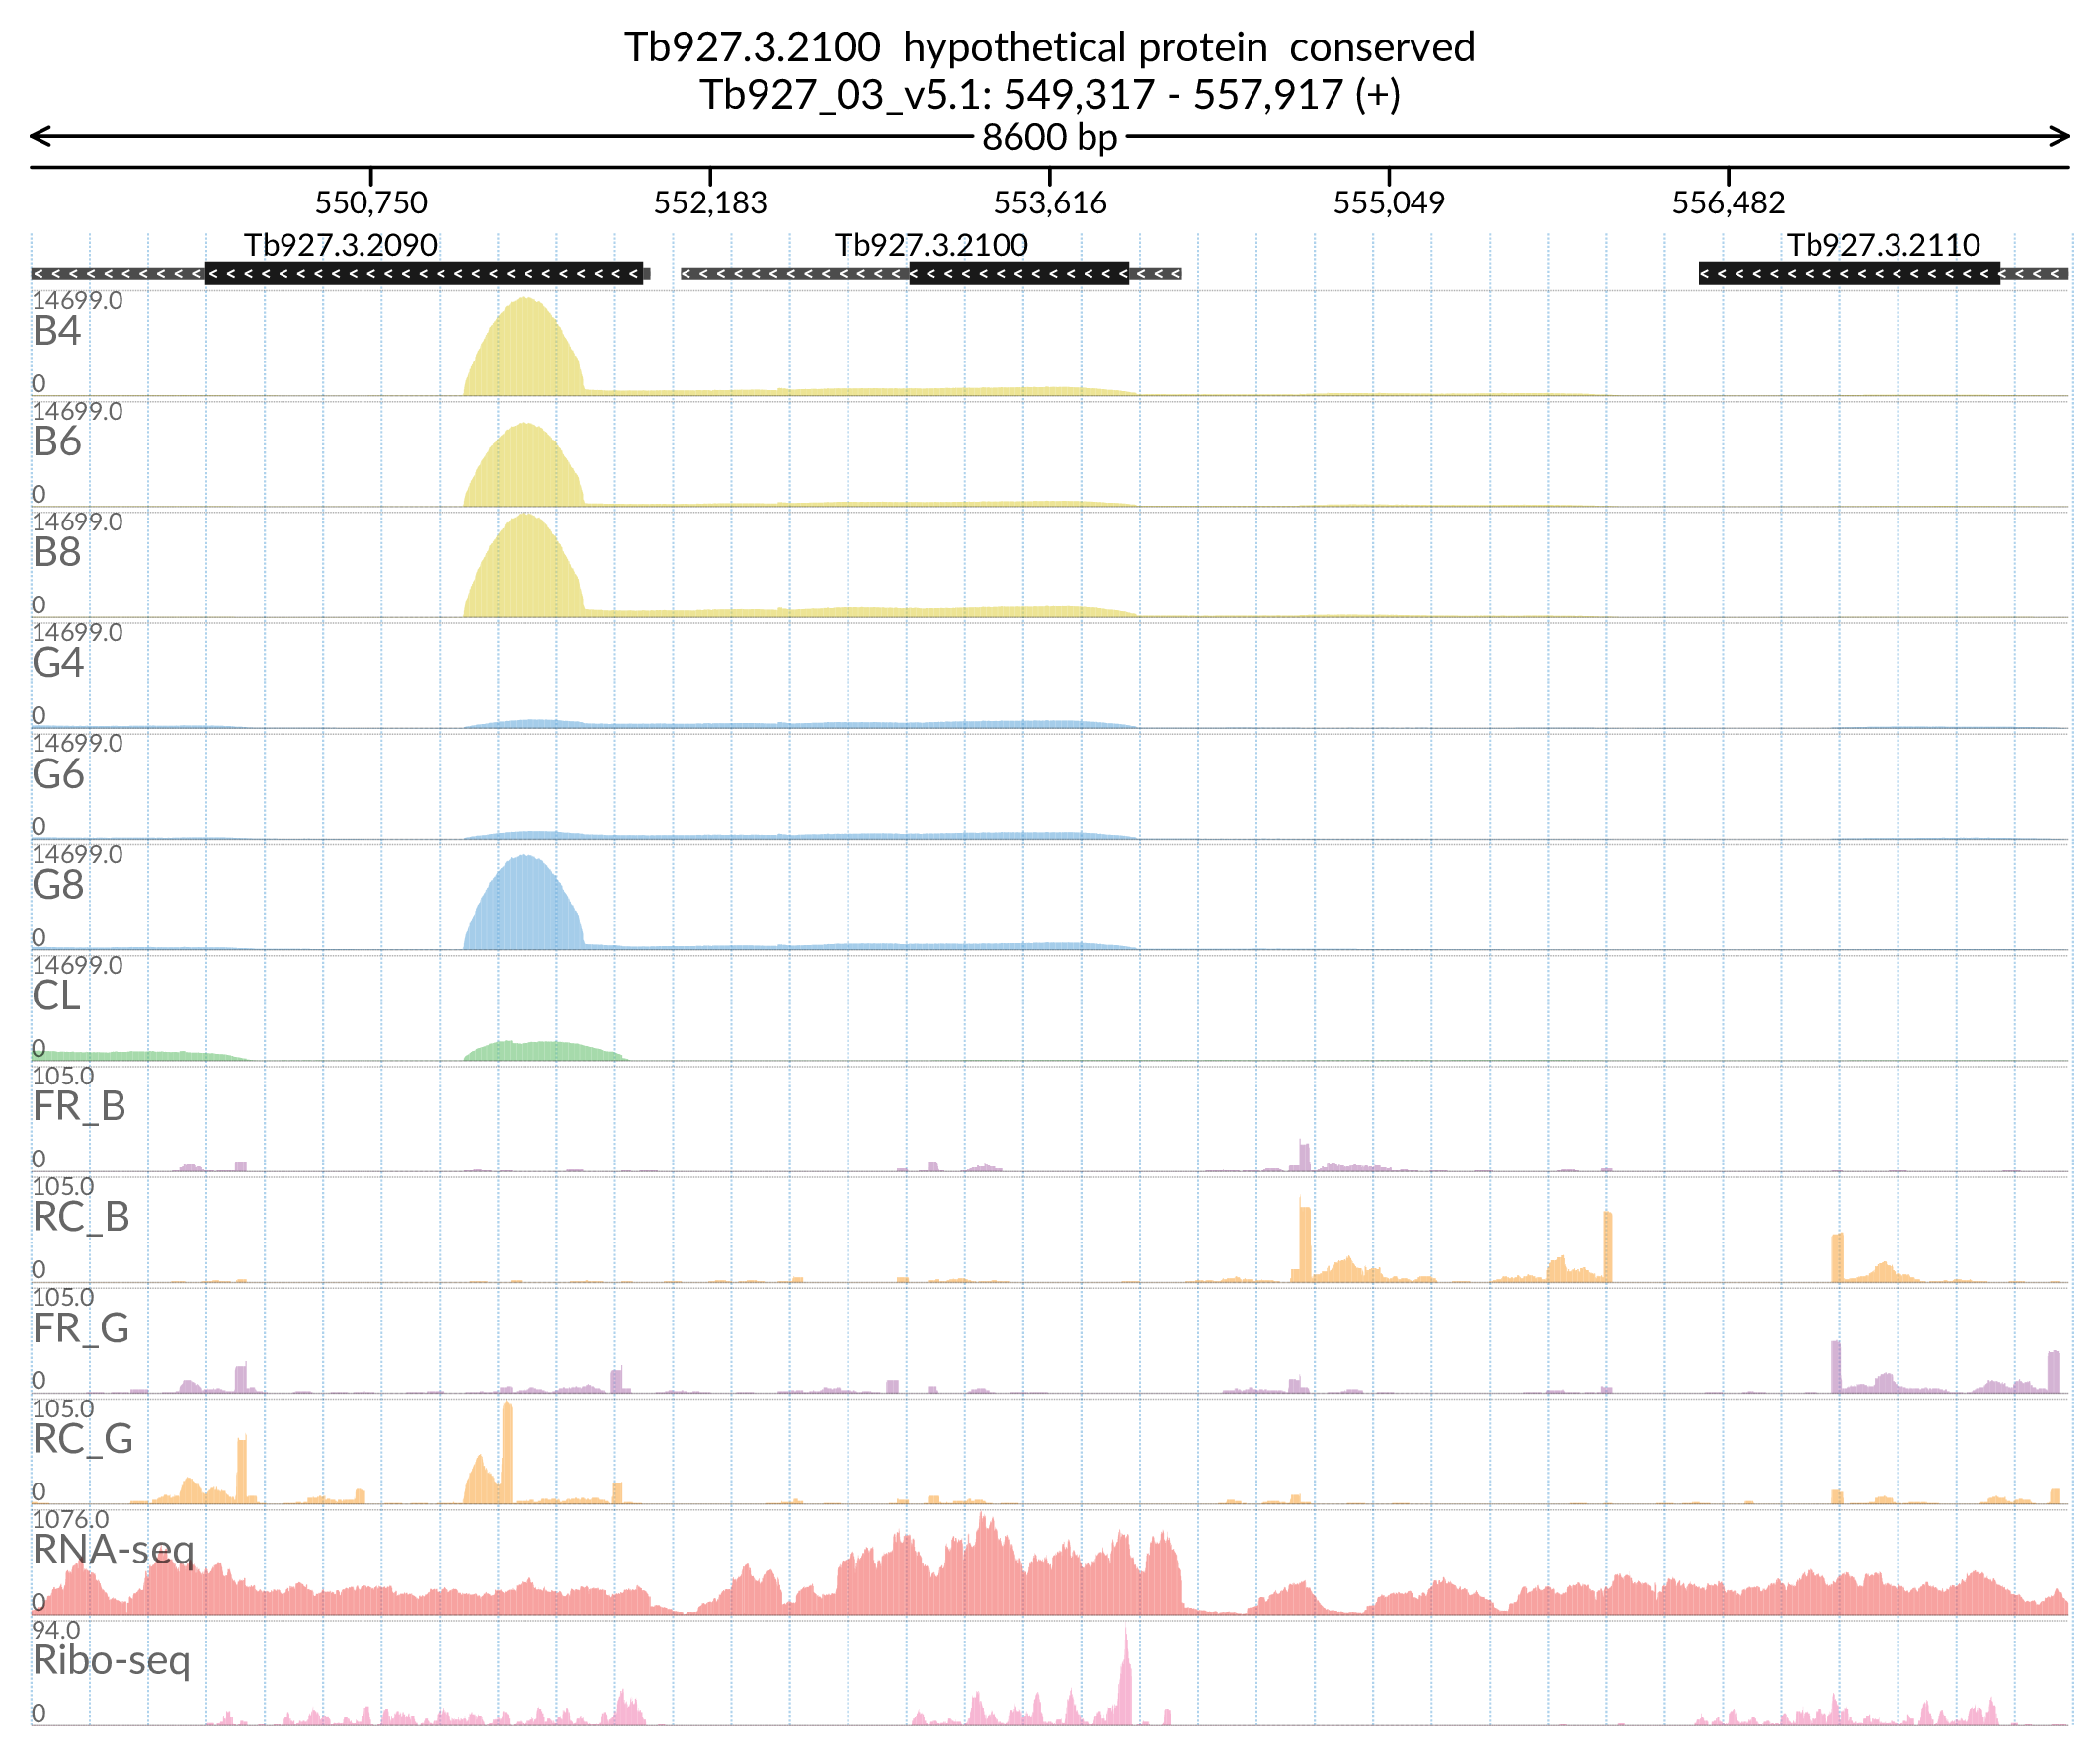 Tb927.3.2100 hypothetical protein conserved
Tb927_03_v5.1: 549,317 - 557,917 (+)
8600 bp
550,750 552,183 553,616 555,049 556,482
Tb927.3.2090 Tb927.3.2100 Tb927.3.2110
14699.0
B4
0
14699.0
B6
0
14699.0
B8
0
14699.0
G4
0
14699.0
G6
0
14699.0
G8
0
14699.0
CL
0
105.0
FR_B
0
105.0
RC_B
0
105.0
FR_G
0
105.0
RC_G
0
1076.0
RNA-seq
0
94.0
Ribo-seq
0